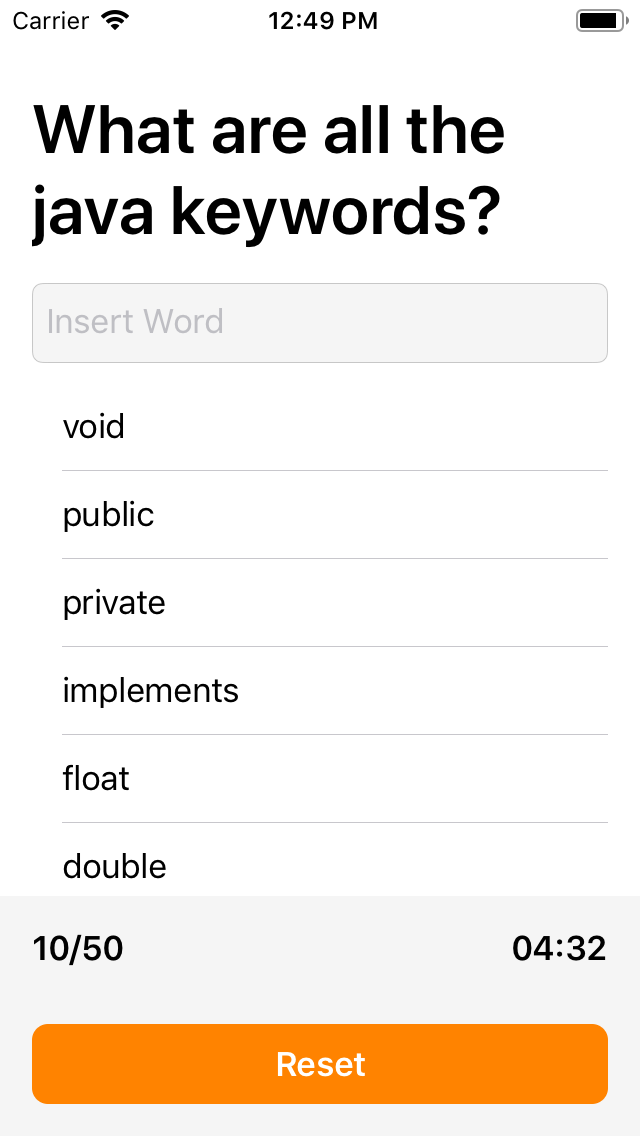 Carrier 12:49 PM
What are all the
java keywords?
Insert Word
void
public
private
implements
float
double
10/50 04:32
Reset